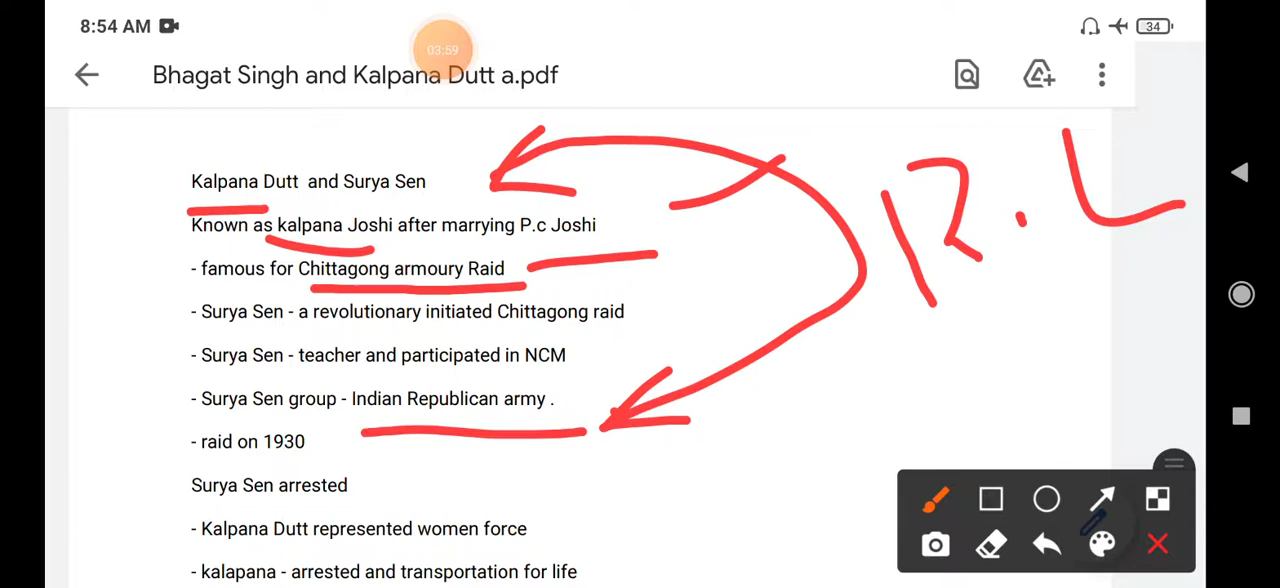 8:54 AM
34
03:59
Bhagat Singh and Kalpana Dutt a.pdf
Kalpana Dutt and Surya Sen
Known as kalpana Joshi after marrying P.c Joshi
- famous for Chittagong armoury Raid
- Surya Sen - a revolutionary initiated Chittagong raid
- Surya Sen - teacher and participated in NCM
- Surya Sen group - Indian Republican army .
- raid on 1930
Surya Sen arrested
- Kalpana Dutt represented women force
- kalapana - arrested and transportation for life
R. L